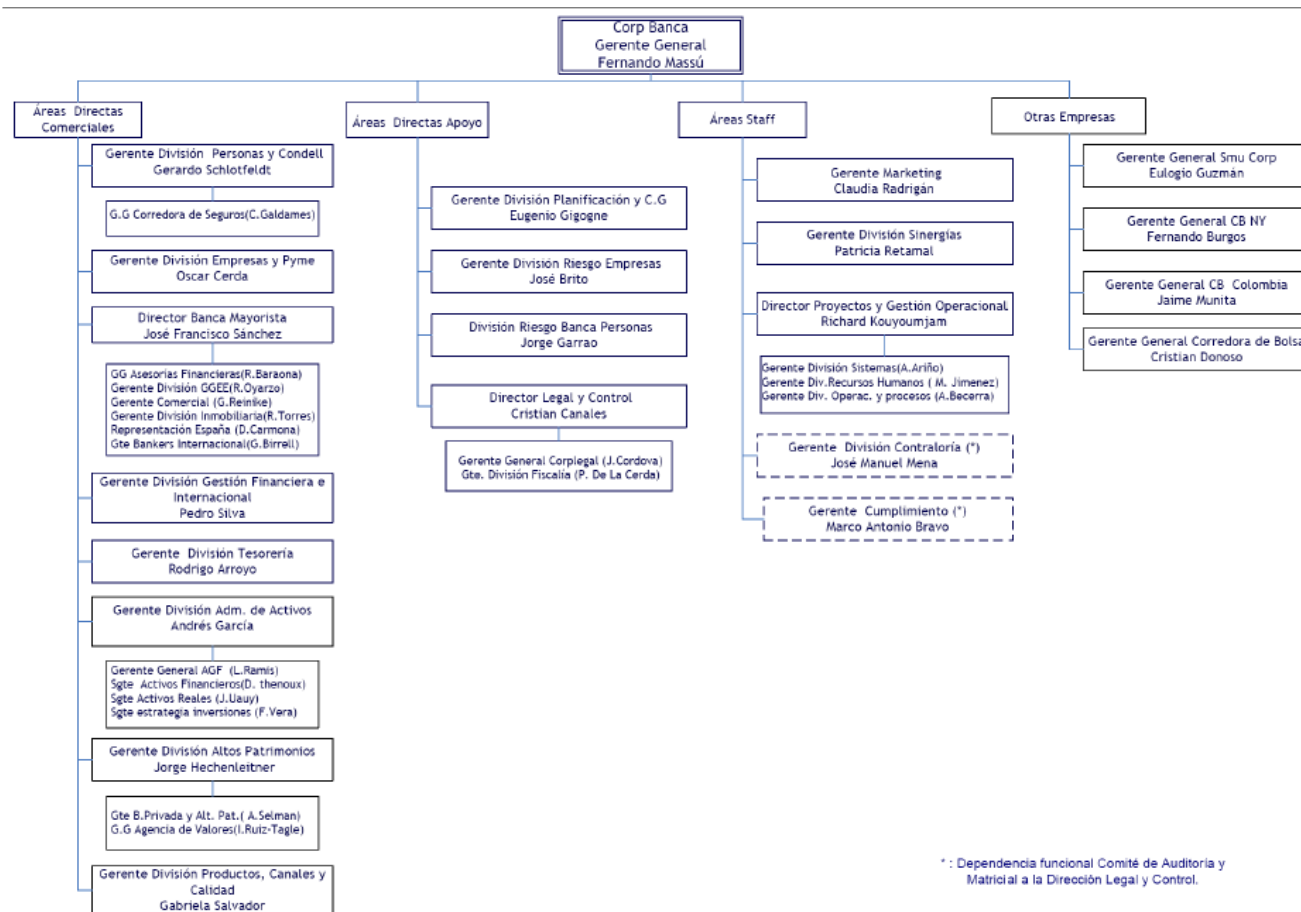 Corp Banca
Gerente General
Fernando Massú
Áreas Directas
Comerciales
Gerente División Personas y Condell
Gerardo Schlotfeldt
G.G Corredora de Seguros(C.Galdames)
Gerente División Empresas y Pyme
Oscar Cerda
Director Banca Mayorista
José Francisco Sánchez
GG Asesorias Financieras(R.Baraona)
Gerente División GGEE(R.Oyarzo)
Gerente Comercial (G.Reinike)
Gerente División Inmobiliaria(R.Torres)
Representación España (D.Carmona)
Gte Bankers Internacional(G.Birrell)
Gerente División Gestión Financiera e
Internacional
Pedro Silva
Gerente División Tesorería
Rodrigo Arroyo
Gerente División Adm. de Activos
Andrés García
Gerente General AGF (L.Ramis)
Sgte Activos Financieros(D. thenoux)
Sgte Activos Reales (J.Uauy)
Sgte estrategia inversiones (F.Vera)
Gerente División Altos Patrimonios
Jorge Hechenleitner
Gte B.Privada y Alt. Pat.( A.Selman)
G.G Agencia de Valores(I.Ruiz-Tagle)
Gerente División Productos, Canales y
Calidad
Gabriela Salvador
Áreas Directas Apoyo
Gerente División Planificación y C.G
Eugenio Gigogne
Gerente División Riesgo Empresas
José Brito
División Riesgo Banca Personas
Jorge Garrao
Director Legal y Control
Cristian Canales
Gerente General Corplegal (J.Cordova)
Gte. División Fiscalía (P. De La Cerda)
Áreas Staff
Gerente Marketing
Claudia Radrigán
Gerente División Sinergías
Patricia Retamal
Director Proyectos y Gestión Operacional
Richard Kouyoumjam
Gerente División Sistemas(A.Ariño)
Gerente Div.Recursos Humanos ( M. Jimenez)
Gerente Div. Operac. y procesos (A.Becerra)
Gerente División Contraloría (*)
José Manuel Mena
Gerente Cumplimiento (*)
Marco Antonio Bravo
Otras Empresas
Gerente General Smu Corp
Eulogio Guzmán
Gerente General CB NY
Fernando Burgos
Gerente General CB Colombia
Jaime Munita
Gerente General Corredora de Bolsa
Cristian Donoso
* : Dependencia funcional Comité de Auditoría y
Matricial a la Dirección Legal y Control.